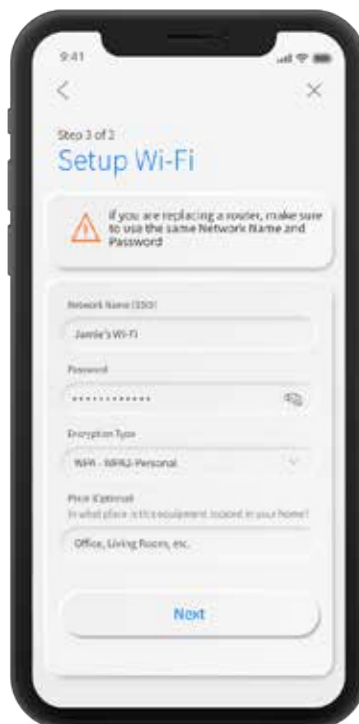 9:41
Step 3 of 3
Setup Wi-Fi
If you are replacing a router, make sure
to use the same Network Name and
Password
Network Name (SSID)
Jamie's Wi-Fi
Password
••••••••••••
Encryption Type
WPA - WPA2-Personal
Place (Optional)
In what place is this equipment located in your home?
Office, Living Room, etc.
Next